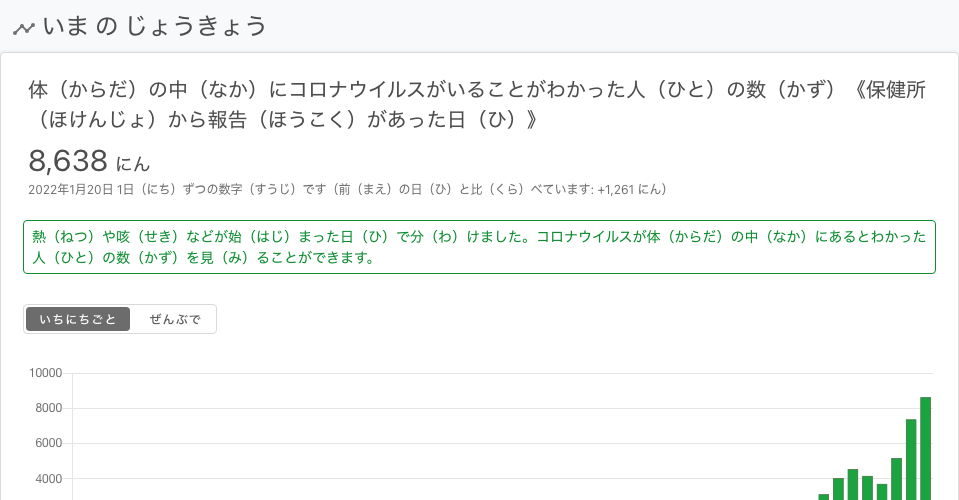 いま の じょうきょう
体（からだ）の中（なか）にコロナウイルスがいることがわかった人（ひと）の数（かず）《保健所
（ほけんじょ）から報告（ほうこく）があった日（ひ）》
8,638 にん
2022年1月20日 1日（にち）ずつの数字（すうじ）です（前（まえ）の日（ひ）と比（くら）べています: +1,261 にん）
熱（ねつ）や咳（せき）などが始（はじ）まった日（ひ）で分（わ）けました。コロナウイルスが体（からだ）の中（なか）にあるとわかった
人（ひと）の数（かず）を見（み）ることができます。
いちにちごと ぜんぶで
10000
8000
6000
4000